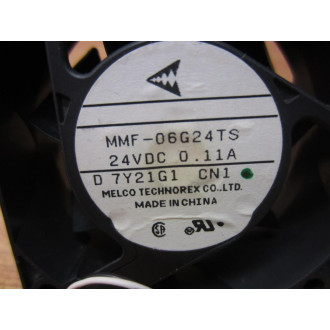 MMF-06G24TS
24VDC 0.11A
D 7Y21G1 CN1
MELCO TECHNOREX CO.,LTD.
MADE IN CHINA